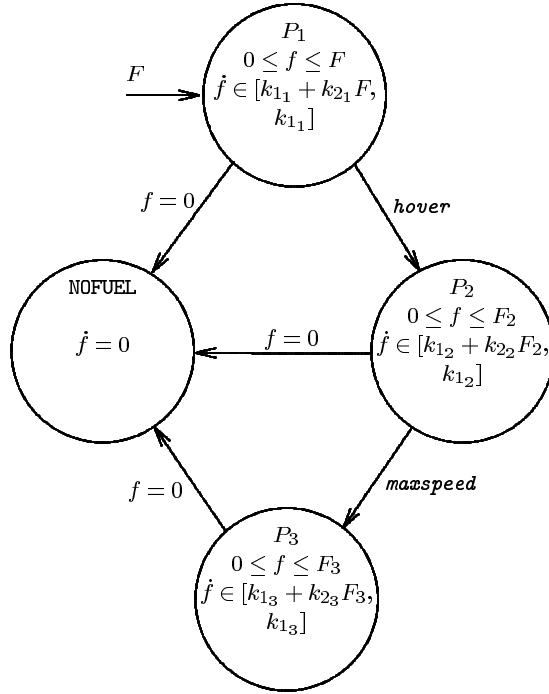 P₁
0 ≤ f ≤ F
F
ḟ ∈ [k₁₁ + k₂₁F,
k₁₁]
f = 0
hover
NOFUEL
ḟ = 0
f = 0
P₂
0 ≤ f ≤ F₂
ḟ ∈ [k₁₂ + k₂₂F₂,
k₁₂]
f = 0
maxspeed
P₃
0 ≤ f ≤ F₃
ḟ ∈ [k₁₃ + k₂₃F₃,
k₁₃]